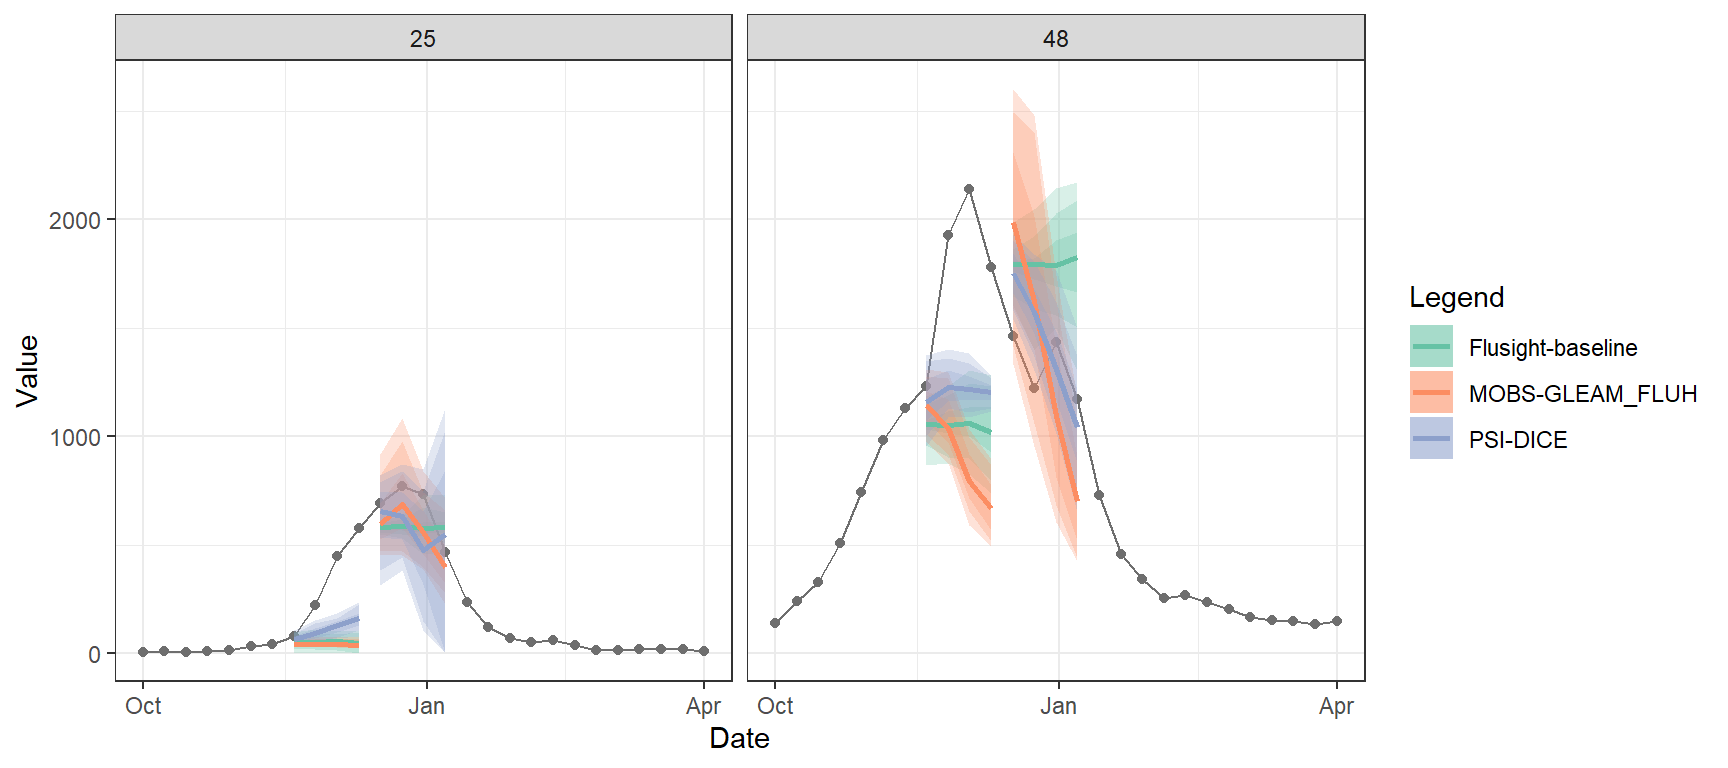 25
48
Value
2000
1000
0
Oct
Jan
Apr
Oct
Jan
Apr
Date
Legend
Flusight-baseline
MOBS-GLEAM_FLUH
PSI-DICE